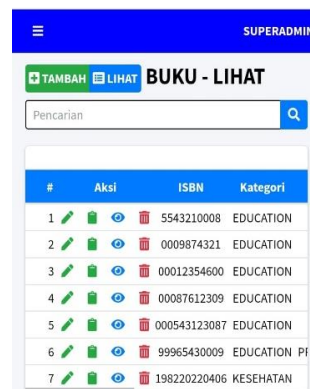 SUPERADMIN
TAMBAH LIHAT BUKU - LIHAT
Pencarian
# Aksi ISBN Kategori
1 5543210008 EDUCATION
2 0009874321 EDUCATION
3 00012354600 EDUCATION
4 00087612309 EDUCATION
5 000543123087 EDUCATION
6 99965430009 EDUCATION
7 198220220406 KESEHATAN